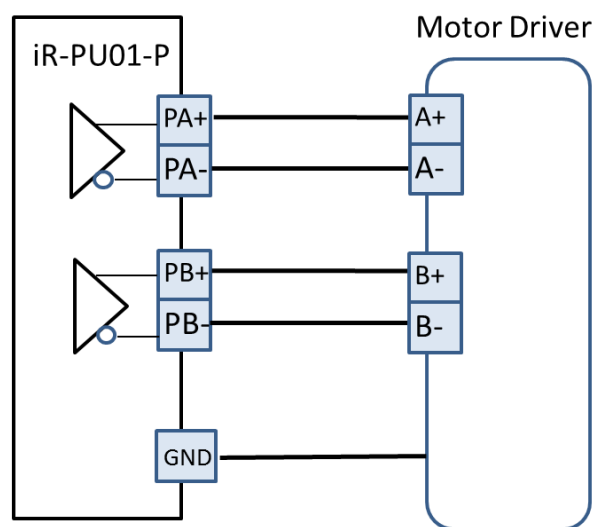 Motor Driver
iR-PU01-P
PA+
A+
PA-
A-
PB+
B+
PB-
B-
GND